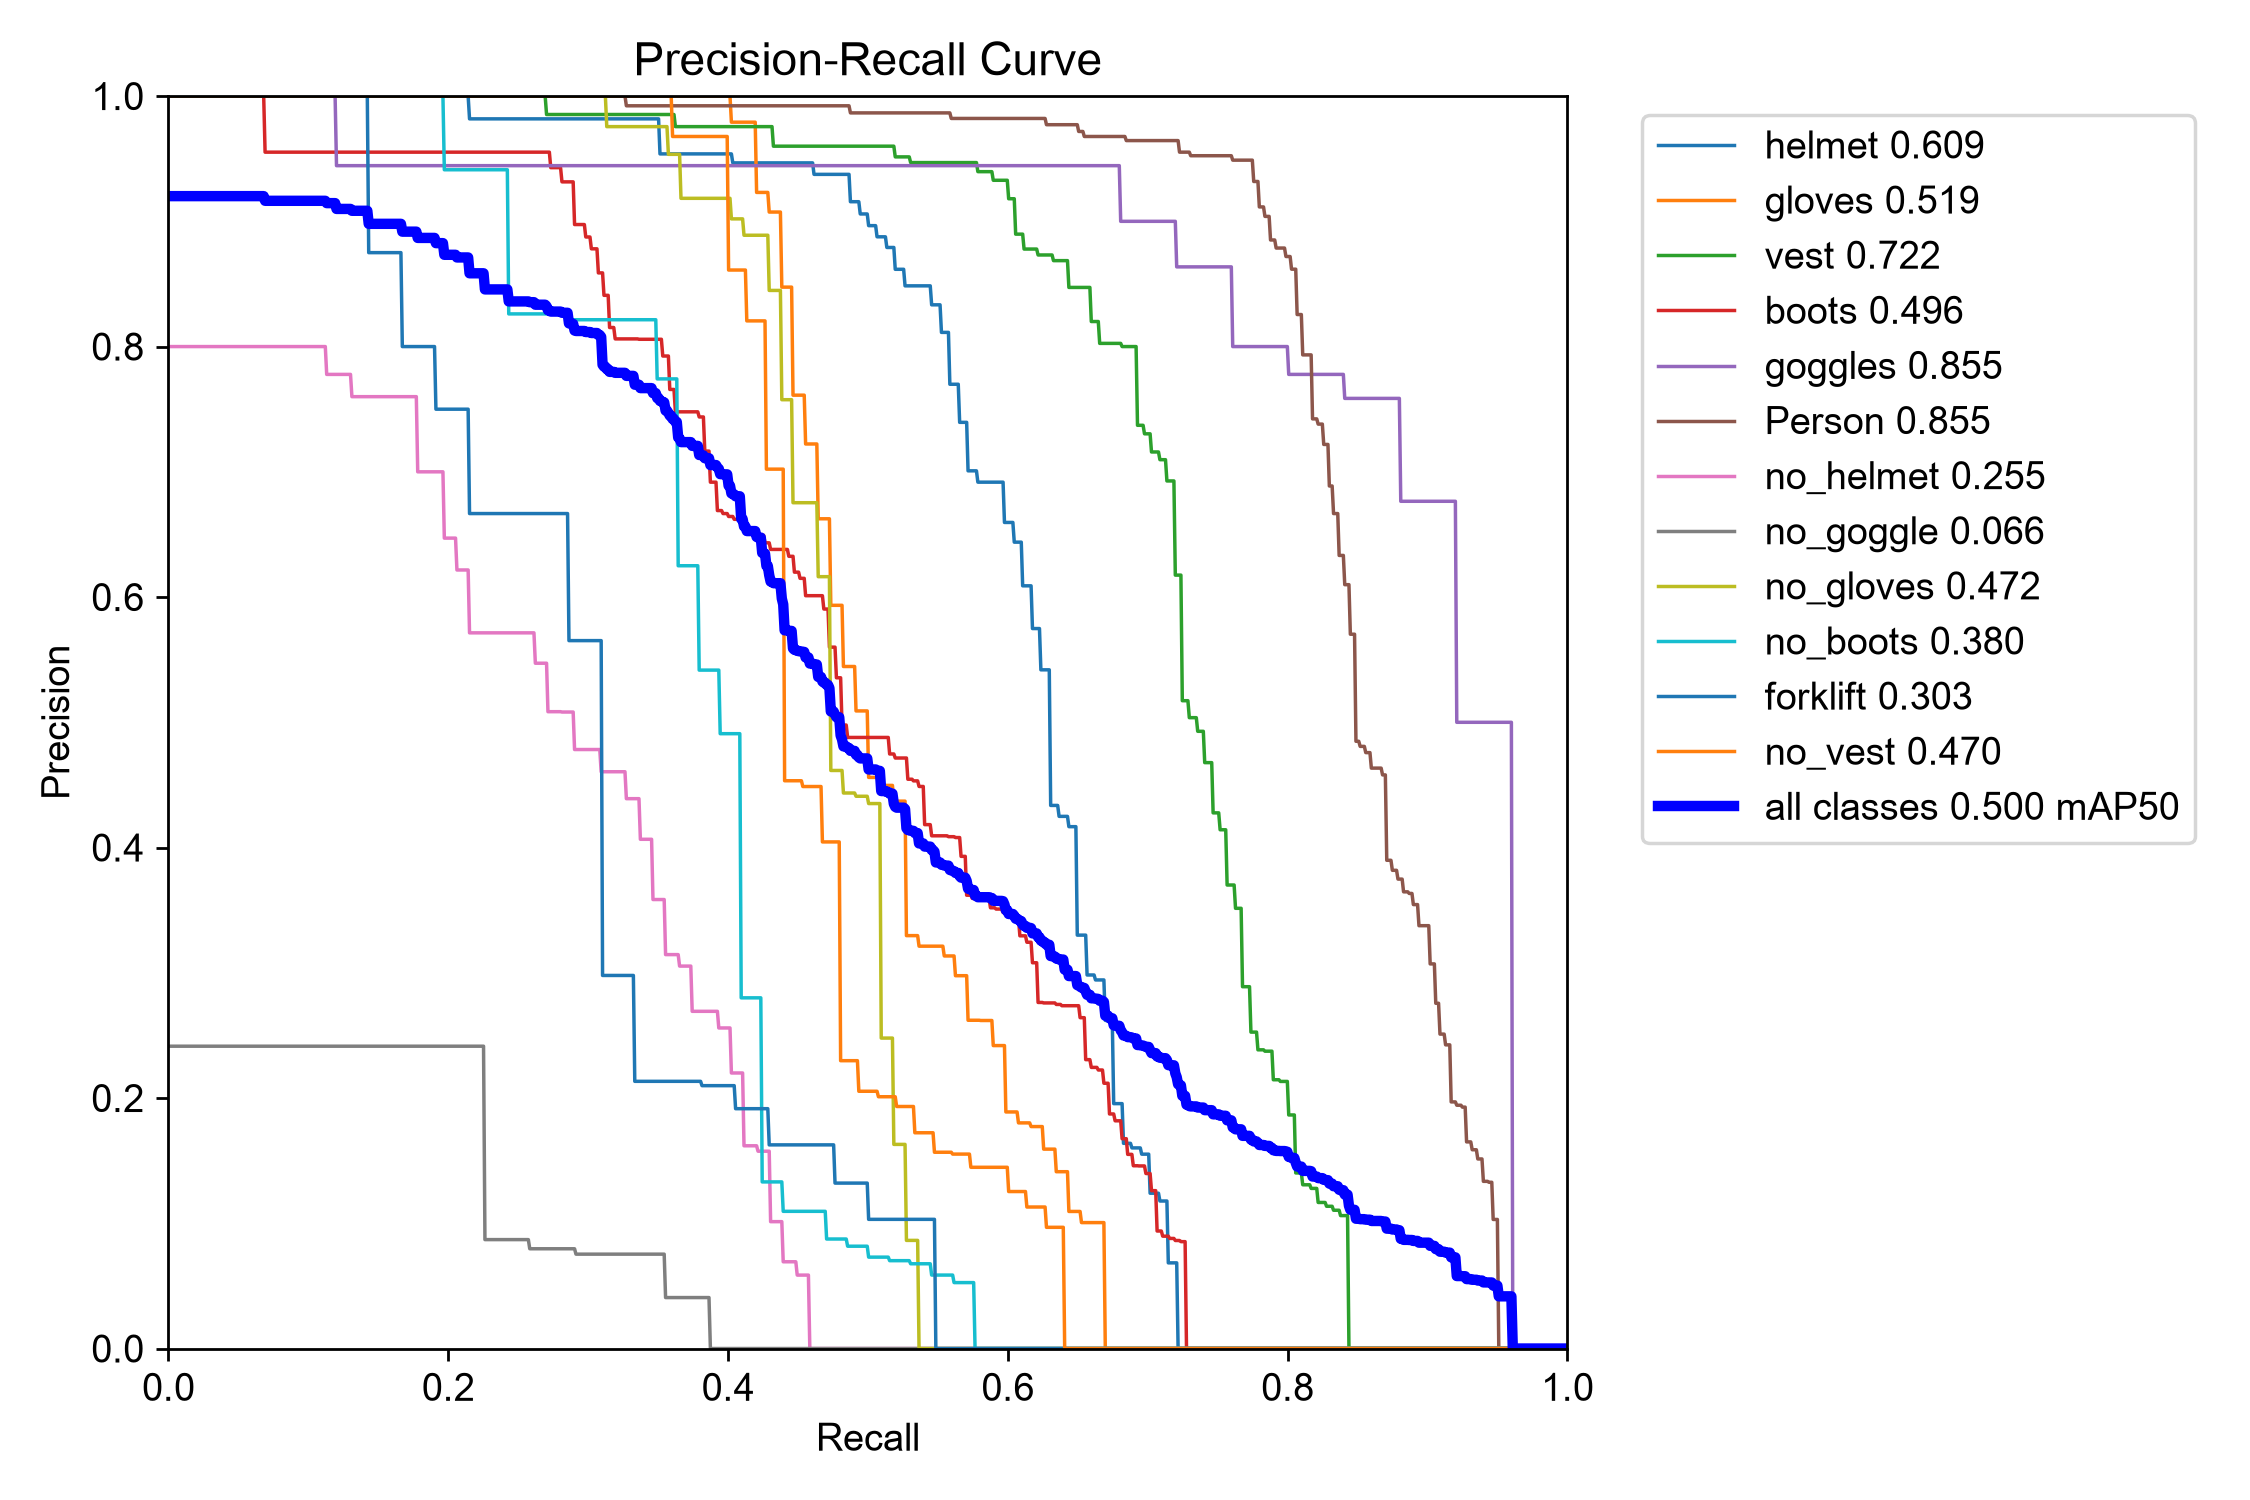 Precision-Recall Curve
1.0
0.8
0.6
0.4
0.2
0.0
Precision
0.0 0.2 0.4 0.6 0.8 1.0
Recall
helmet 0.609
gloves 0.519
vest 0.722
boots 0.496
goggles 0.855
Person 0.855
no_helmet 0.255
no_goggle 0.066
no_gloves 0.472
no_boots 0.380
forklift 0.303
no_vest 0.470
all classes 0.500 mAP50